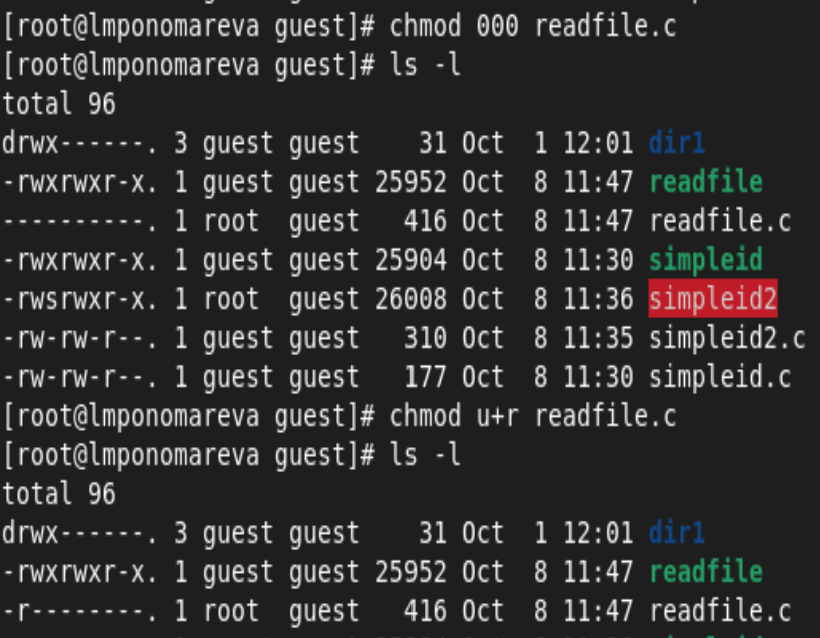 [root@lmponomareva guest]# chmod 000 readfile.c
[root@lmponomareva guest]# ls -l
total 96
drwx------. 3 guest guest    31 Oct  1 12:01 dir1
-rwxrwxr-x. 1 guest guest 25952 Oct  8 11:47 readfile
----------. 1 root  guest   416 Oct  8 11:47 readfile.c
-rwxrwxr-x. 1 guest guest 25904 Oct  8 11:30 simpleid
-rwsrwxr-x. 1 root  guest 26008 Oct  8 11:36 simpleid2
-rw-rw-r--. 1 guest guest   310 Oct  8 11:35 simpleid2.c
-rw-rw-r--. 1 guest guest   177 Oct  8 11:30 simpleid.c
[root@lmponomareva guest]# chmod u+r readfile.c
[root@lmponomareva guest]# ls -l
total 96
drwx------. 3 guest guest    31 Oct  1 12:01 dir1
-rwxrwxr-x. 1 guest guest 25952 Oct  8 11:47 readfile
-r--------. 1 root  guest   416 Oct  8 11:47 readfile.c